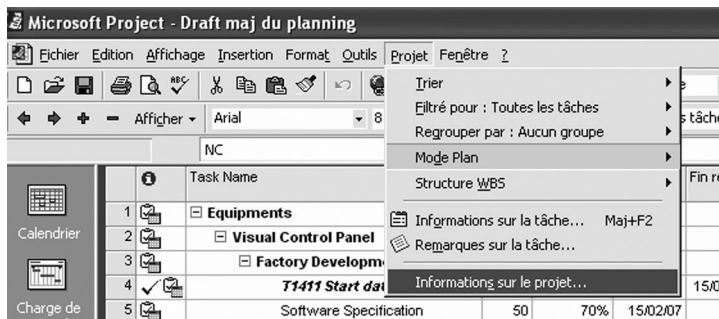 Microsoft Project - Draft maj du planning
Fichier Edition Affichage Insertion Format Outils Projet Fenêtre ?
Afficher Arial 8
NC
Trier
Filtré pour : Toutes les tâches
Regrouper par : Aucun groupe
Mode Plan
Structure WBS
Informations sur la tâche... Maj+F2
Remarques sur la tâche...
Informations sur le projet...
Task Name
Calendrier
Charge de
1 Equipments
2 Visual Control Panel
3 Factory Developm
4 T1411 Start dat
5 Software Specification 50 70% 15/02/07